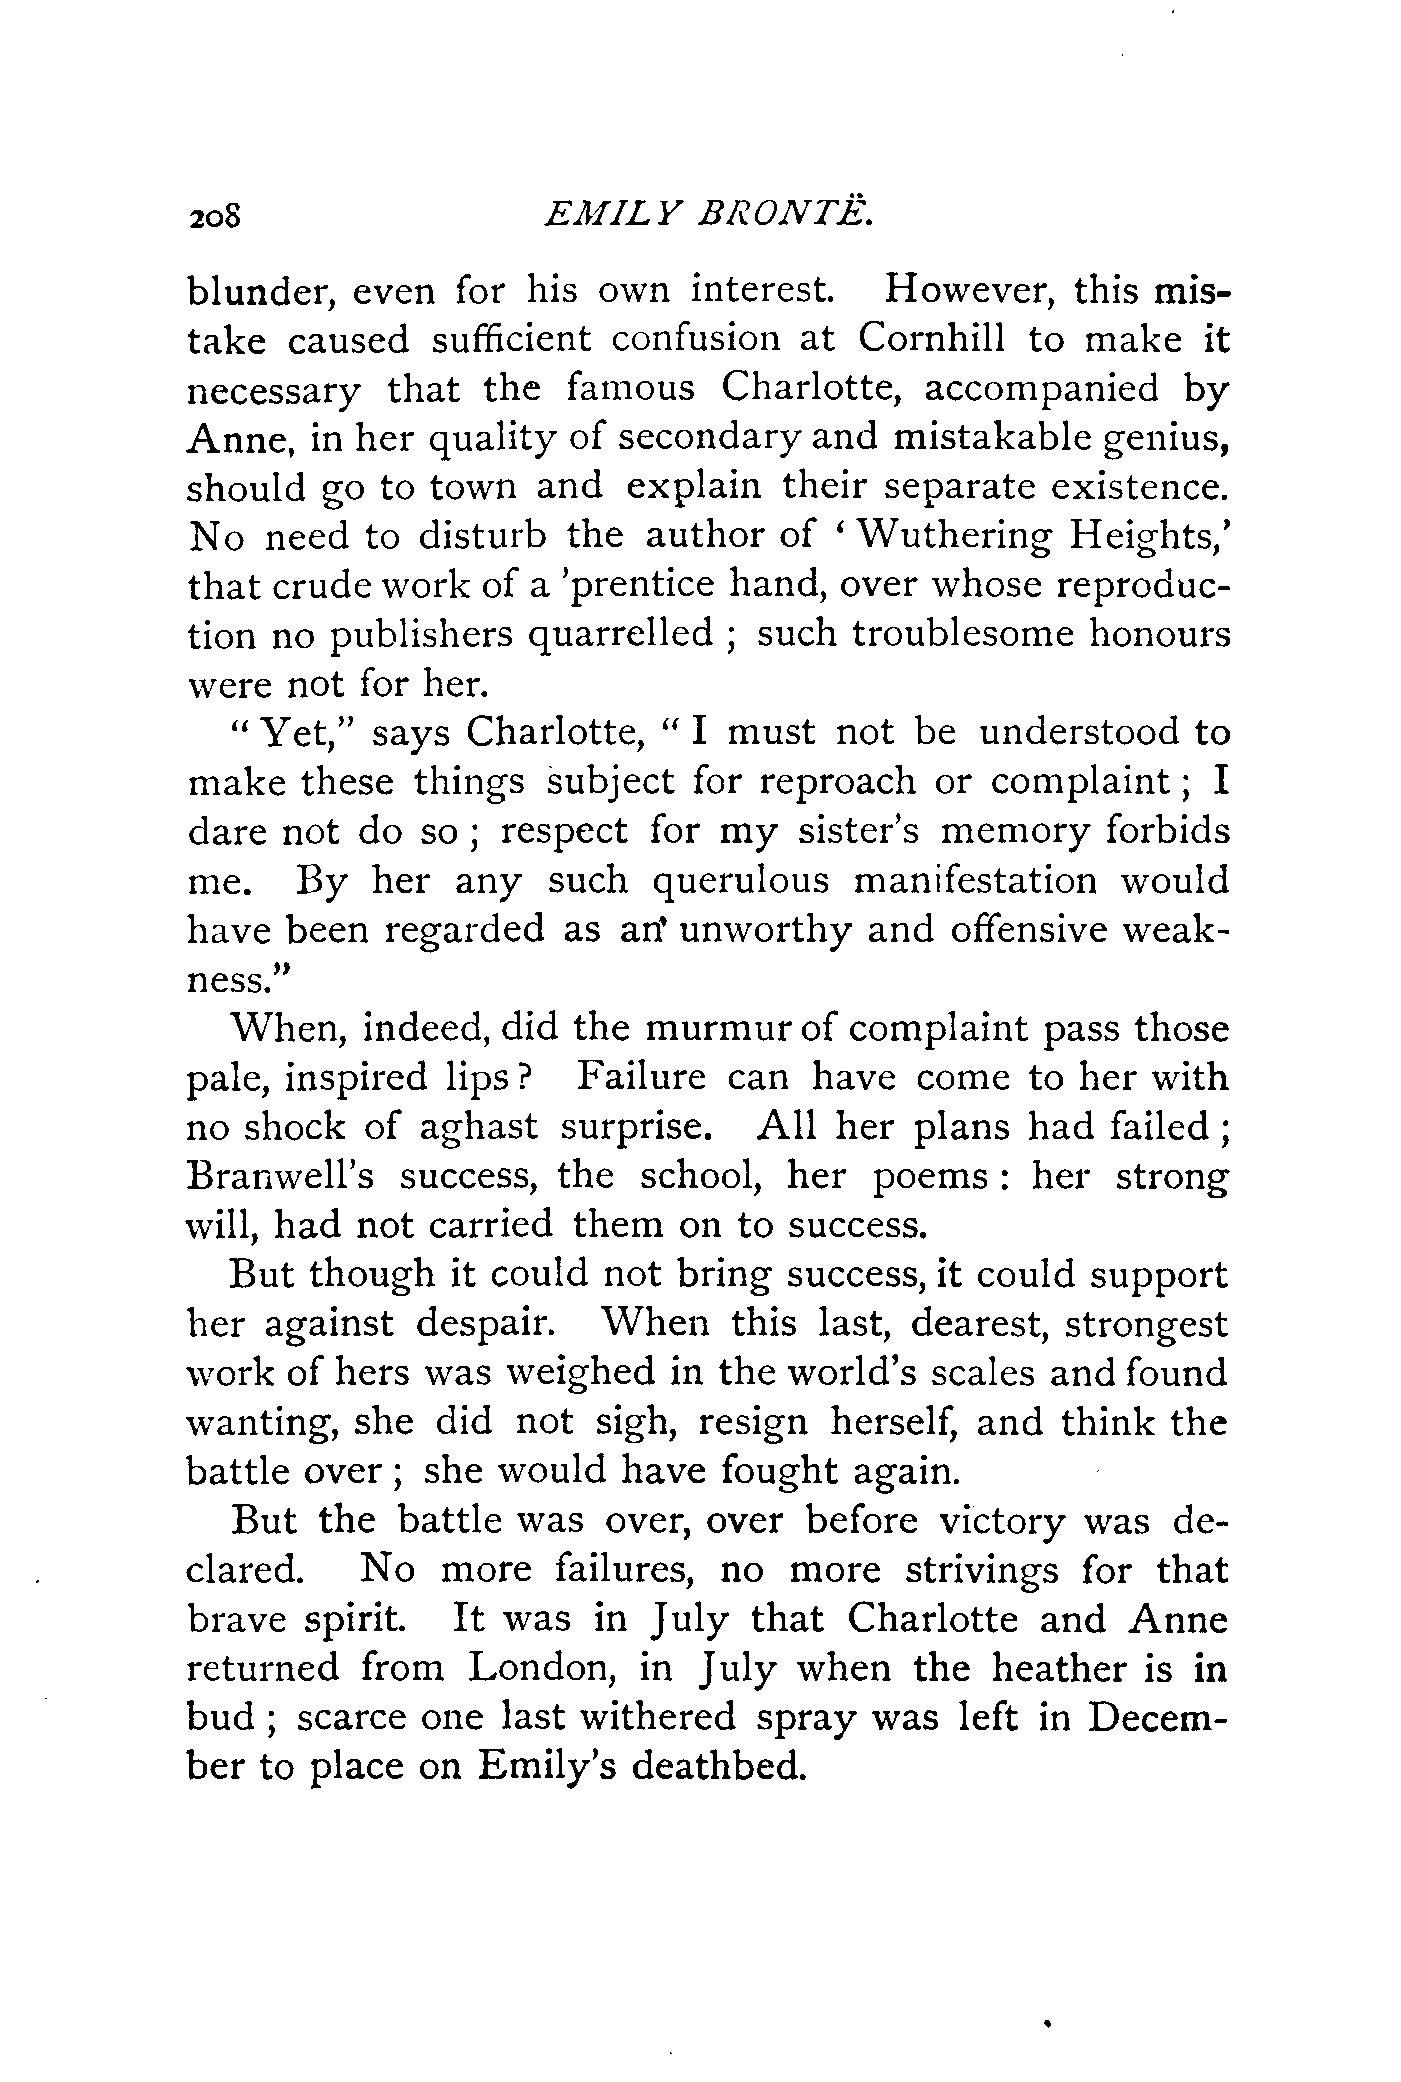 208 EMILY BRONTË.
blunder, even for his own interest. However, this mis-
take caused sufficient confusion at Cornhill to make it
necessary that the famous Charlotte, accompanied by
Anne, in her quality of secondary and mistakable genius,
should go to town and explain their separate existence.
No need to disturb the author of ‘ Wuthering Heights,’
that crude work of a ’prentice hand, over whose reproduc-
tion no publishers quarrelled ; such troublesome honours
were not for her.
“ Yet,” says Charlotte, “ I must not be understood to
make these things subject for reproach or complaint ; I
dare not do so ; respect for my sister’s memory forbids
me. By her any such querulous manifestation would
have been regarded as an unworthy and offensive weak-
ness.”
When, indeed, did the murmur of complaint pass those
pale, inspired lips ? Failure can have come to her with
no shock of aghast surprise. All her plans had failed ;
Branwell’s success, the school, her poems : her strong
will, had not carried them on to success.
But though it could not bring success, it could support
her against despair. When this last, dearest, strongest
work of hers was weighed in the world’s scales and found
wanting, she did not sigh, resign herself, and think the
battle over ; she would have fought again.
But the battle was over, over before victory was de-
clared. No more failures, no more strivings for that
brave spirit. It was in July that Charlotte and Anne
returned from London, in July when the heather is in
bud ; scarce one last withered spray was left in Decem-
ber to place on Emily’s deathbed.